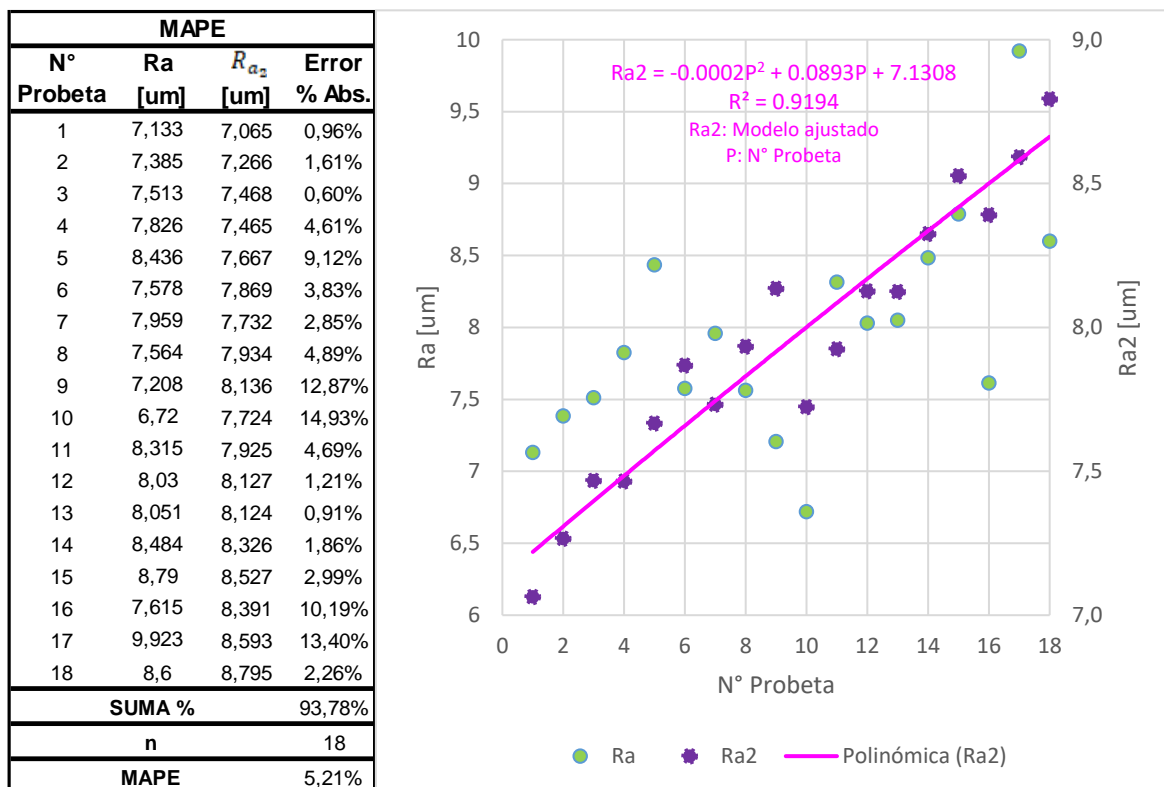 MAPE
N° Probeta Ra [um] Ra₂ [um] Error % Abs.
1 7,133 7,065 0,96%
2 7,385 7,266 1,61%
3 7,513 7,468 0,60%
4 7,826 7,465 4,61%
5 8,436 7,667 9,12%
6 7,578 7,869 3,83%
7 7,959 7,732 2,85%
8 7,564 7,934 4,89%
9 7,208 8,136 12,87%
10 6,72 7,724 14,93%
11 8,315 7,925 4,69%
12 8,03 8,127 1,21%
13 8,051 8,124 0,91%
14 8,484 8,326 1,86%
15 8,79 8,527 2,99%
16 7,615 8,391 10,19%
17 9,923 8,593 13,40%
18 8,6 8,795 2,26%
SUMA % 93,78%
n 18
MAPE 5,21%
Ra2 = -0.0002P² + 0.0893P + 7.1308
R² = 0.9194
Ra2: Modelo ajustado
P: N° Probeta
Ra [um]
10
9,5
9
8,5
8
7,5
7
6,5
6
Ra2 [um]
9,0
8,5
8,0
7,5
7,0
0 2 4 6 8 10 12 14 16 18
N° Probeta
Ra Ra2 Polinómica (Ra2)